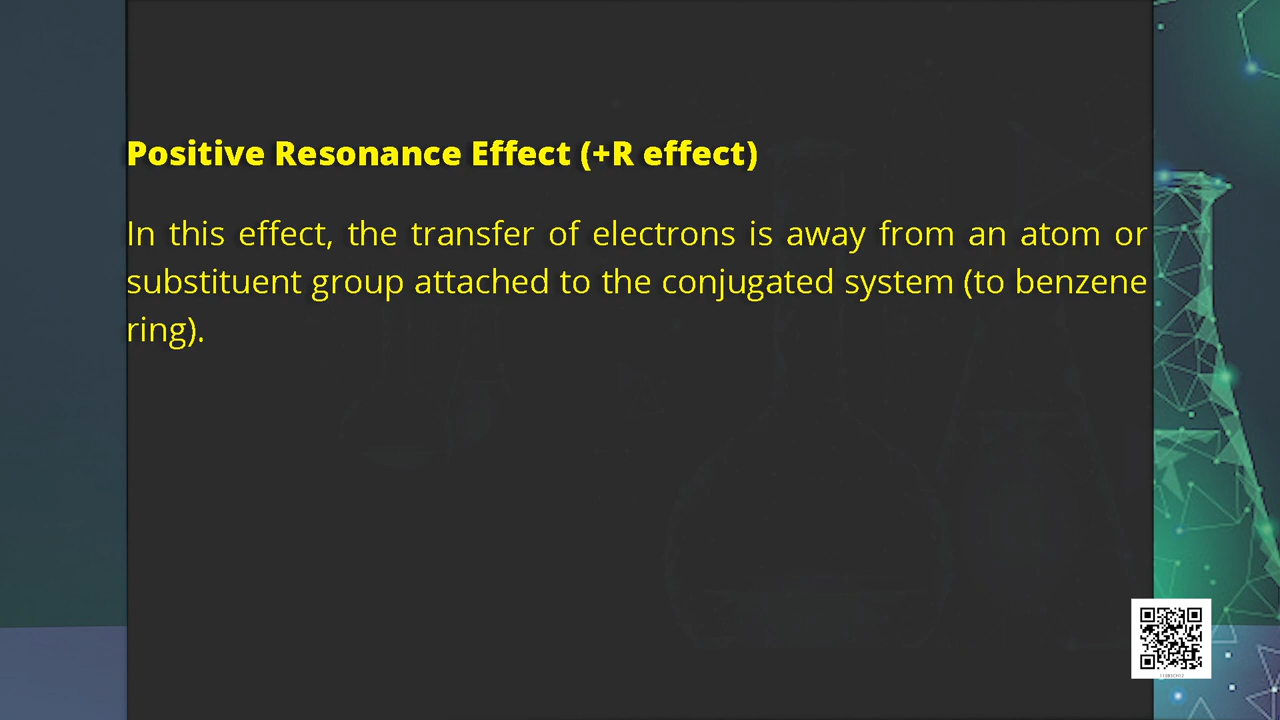 Positive Resonance Effect (+R effect)
In this effect, the transfer of electrons is away from an atom or
substituent group attached to the conjugated system (to benzene
ring).